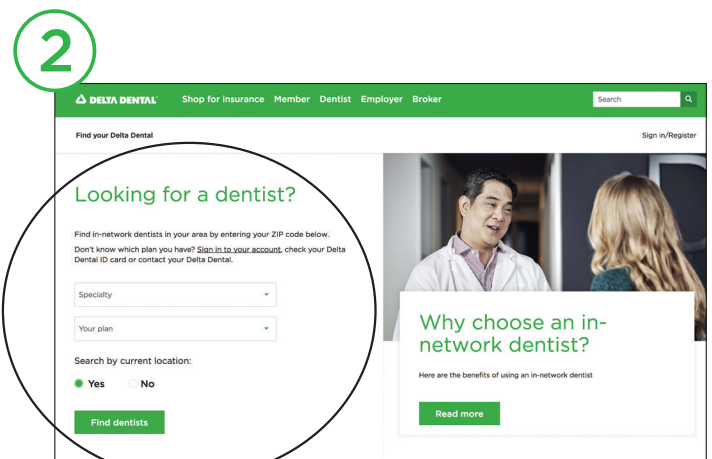 2
DELTA DENTAL
Shop for insurance Member Dentist Employer Broker
Search
Find your Delta Dental
Sign in/Register
Looking for a dentist?
Find in-network dentists in your area by entering your ZIP code below.
Don't know which plan you have? Sign in to your account, check your Delta
Dental ID card or contact your Delta Dental.
Specialty
Your plan
Search by current location:
Yes No
Find dentists
Why choose an in-
network dentist?
Here are the benefits of using an in-network dentist
Read more